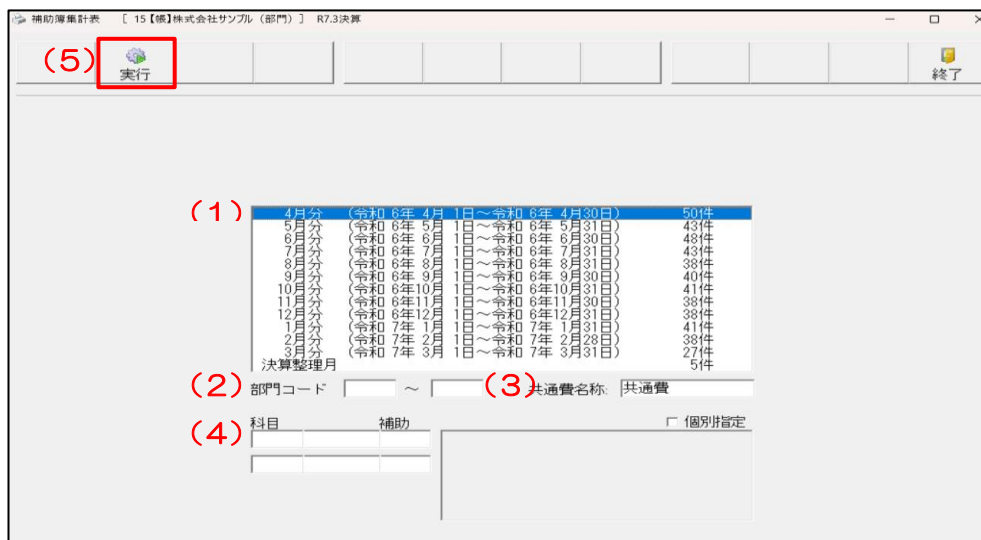 補助簿集計表 [ 15【帳】株式会社サンプル（部門）] R7.3決算
(5) 実行 終了
(1) 4月分 (令和 6年 4月 1日～令和 6年 4月30日) 50件
5月分 (令和 6年 5月 1日～令和 6年 5月31日) 43件
6月分 (令和 6年 6月 1日～令和 6年 6月30日) 48件
7月分 (令和 6年 7月 1日～令和 6年 7月31日) 43件
8月分 (令和 6年 8月 1日～令和 6年 8月31日) 38件
9月分 (令和 6年 9月 1日～令和 6年 9月30日) 40件
10月分 (令和 6年10月 1日～令和 6年10月31日) 41件
11月分 (令和 6年11月 1日～令和 6年11月30日) 38件
12月分 (令和 6年12月 1日～令和 6年12月31日) 38件
1月分 (令和 7年 1月 1日～令和 7年 1月31日) 41件
2月分 (令和 7年 2月 1日～令和 7年 2月28日) 38件
3月分 (令和 7年 3月 1日～令和 7年 3月31日) 27件
決算整理月 5件
(2) 部門コード ～ (3) 共通費名称: 共通費
科目 補助 個別指定
(4)